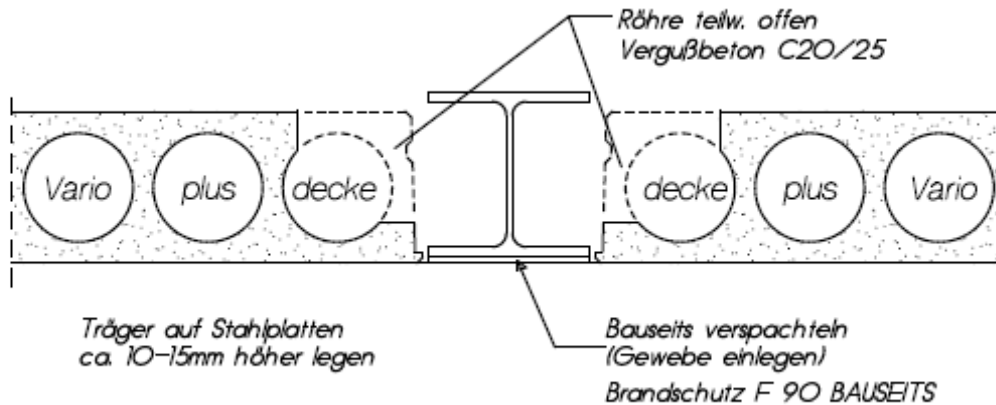 Röhre teilw. offen
Vergußbeton C20/25
Vario plus decke decke plus Vario
Träger auf Stahlplatten
ca. 10-15mm höher legen
Bauseits verspachteln
(Gewebe einlegen)
Brandschutz F 90 BAUSEITS